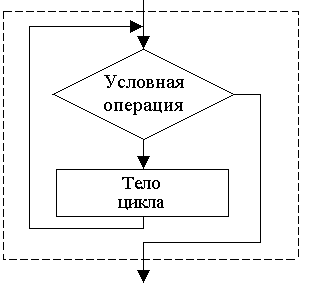 Условная
операция
Тело
цикла